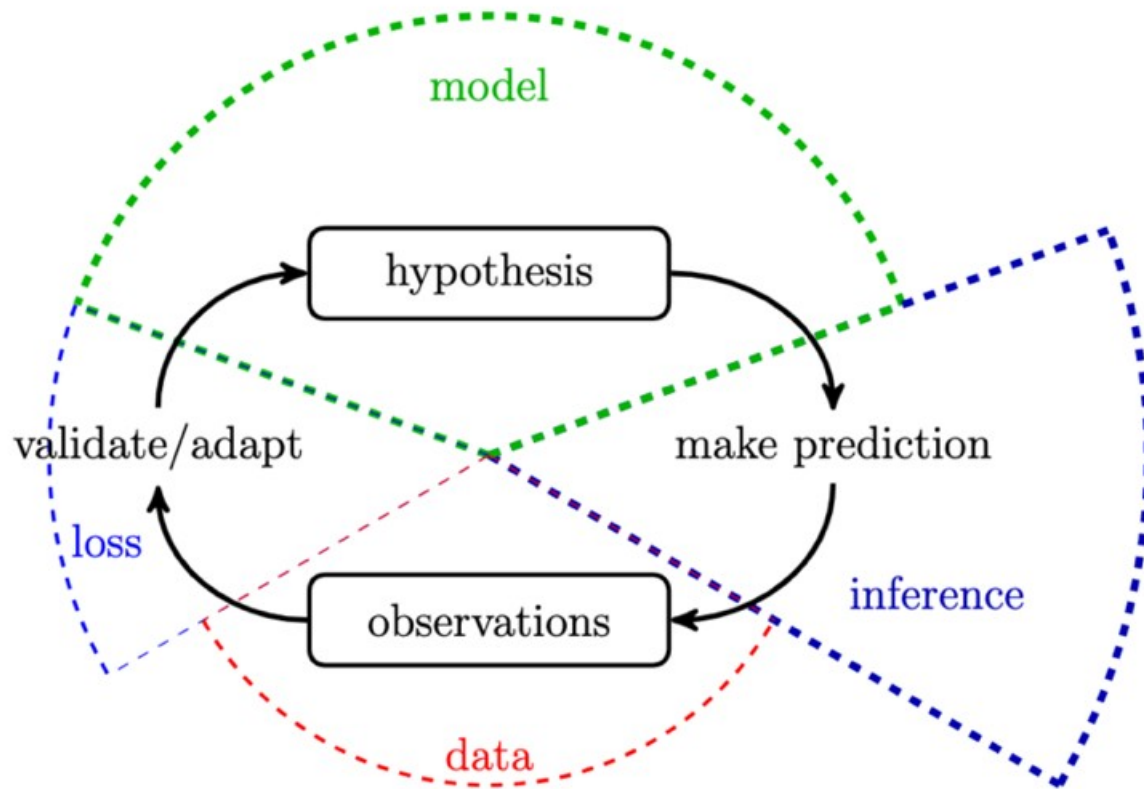 model
hypothesis
validate/adapt
make prediction
loss
inference
observations
data